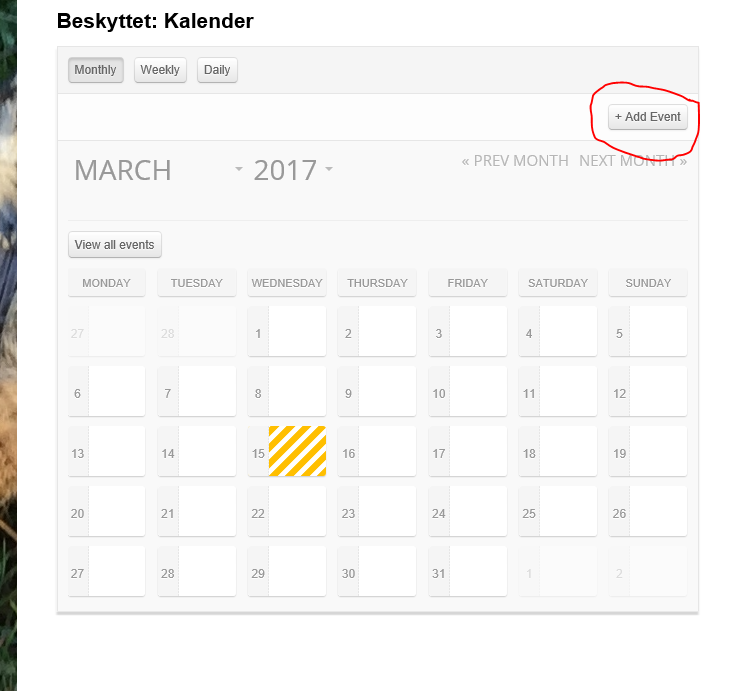 Beskyttet: Kalender
Monthly Weekly Daily
+ Add Event
MARCH 2017 « PREV MONTH NEXT MONTH »
View all events
MONDAY TUESDAY WEDNESDAY THURSDAY FRIDAY SATURDAY SUNDAY
27 28 1 2 3 4 5
6 7 8 9 10 11 12
13 14 15 16 17 18 19
20 21 22 23 24 25 26
27 28 29 30 31 1 2